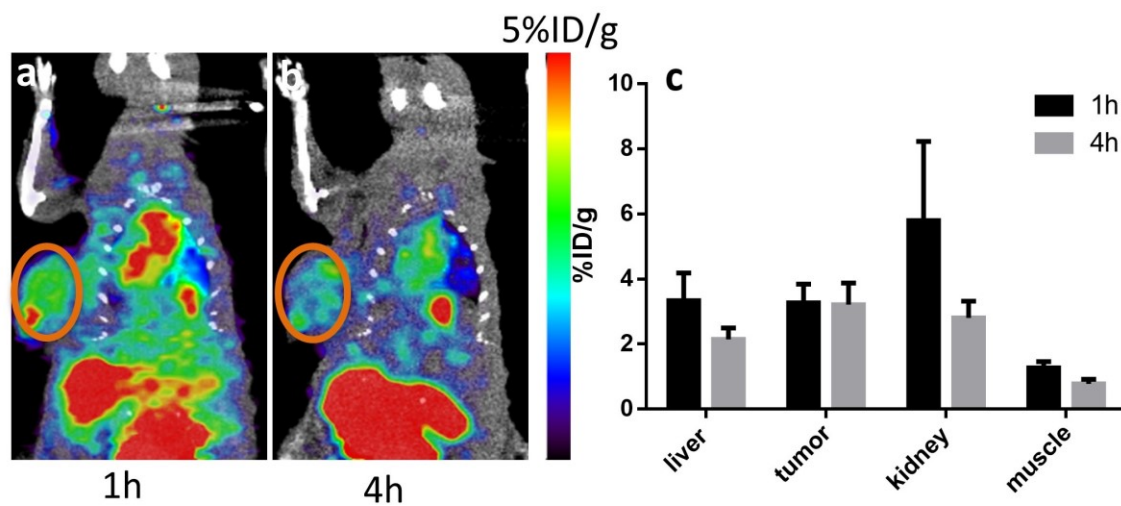 5%ID/g
a
b
1h
4h
c
%ID/g
10
8
6
4
2
0
1h
4h
liver
tumor
kidney
muscle